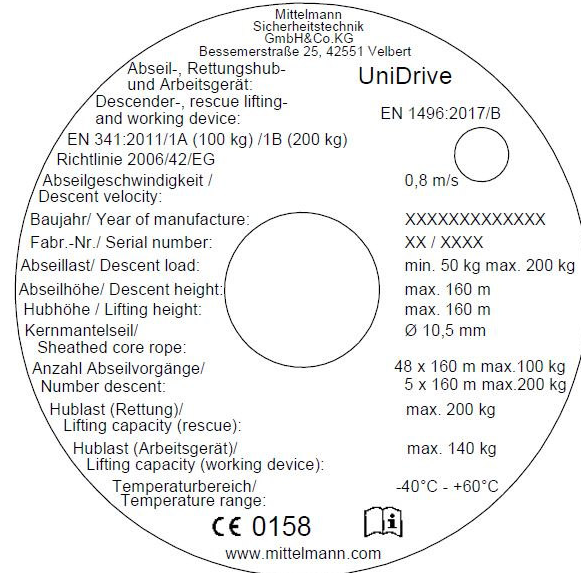 Mittelmann
Sicherheitstechnik
GmbH&Co.KG
Bessemerstraße 25, 42551 Velbert
Abseil-, Rettungshub-
und Arbeitsgerät:
UniDrive
Descender-, rescue lifting-
and working device:
EN 1496:2017/B
EN 341:2011/1A (100 kg) /1B (200 kg)
Richtlinie 2006/42/EG
Abseilgeschwindigkeit /
Descent velocity:
0,8 m/s
Baujahr/ Year of manufacture: XXXXXXXXXXXXX
Fabr.-Nr./ Serial number: XX / XXXX
Abseillast/ Descent load: min. 50 kg max. 200 kg
Abseilhöhe/ Descent height: max. 160 m
Hubhöhe / Lifting height: max. 160 m
Kernmantelseil/
Sheathed core rope:
Ø 10,5 mm
Anzahl Abseilvorgänge/
Number descent:
48 x 160 m max.100 kg
5 x 160 m max.200 kg
Hublast (Rettung)/
Lifting capacity (rescue):
max. 200 kg
Hublast (Arbeitsgerät)/
Lifting capacity (working device):
max. 140 kg
Temperaturbereich/
Temperature range:
-40°C - +60°C
CE 0158
www.mittelmann.com